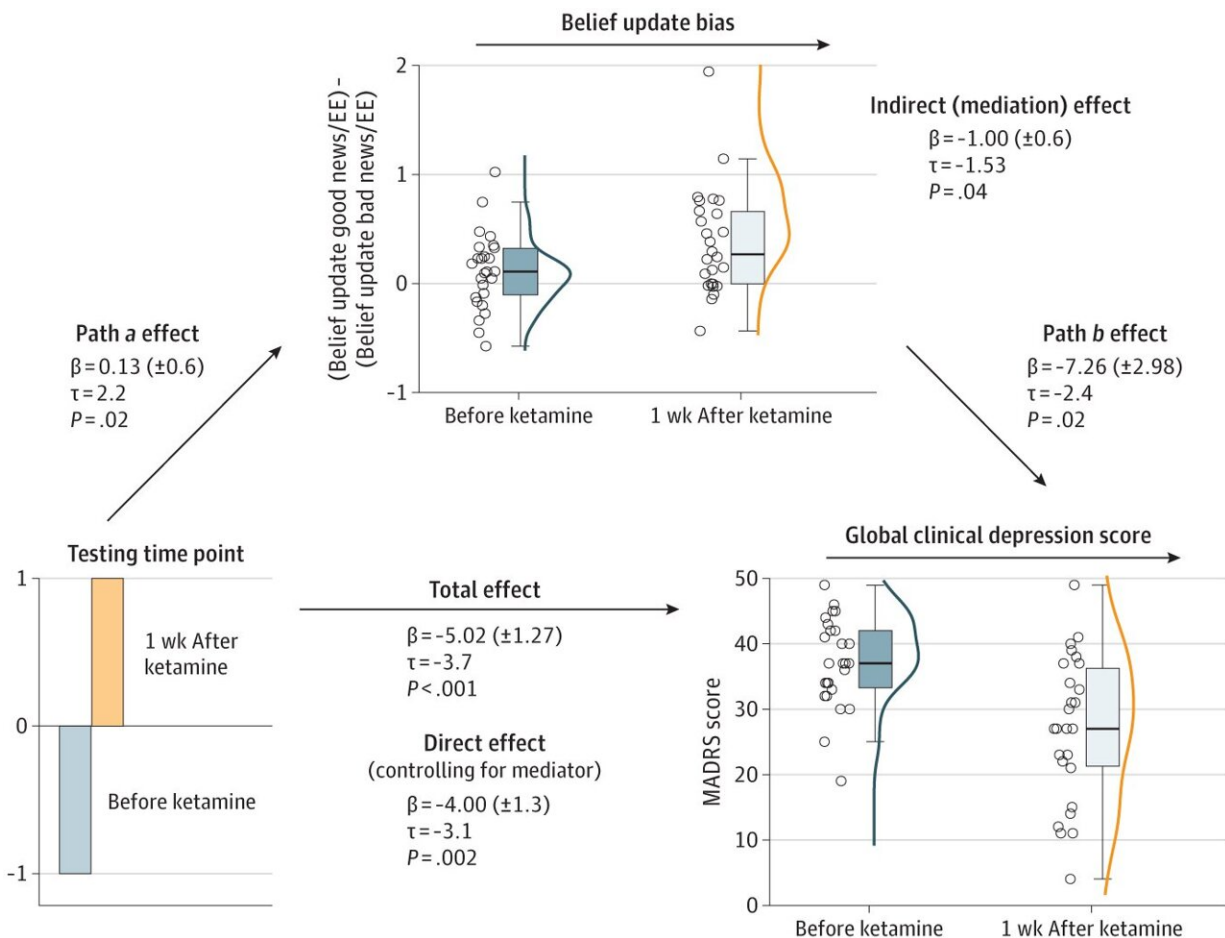 Belief update bias
(Belief update good news/EE) -
(Belief update bad news/EE)
2
1
0
-1
Before ketamine
1 wk After ketamine
Indirect (mediation) effect
β=-1.00 (±0.6)
τ=-1.53
P=.04
Path a effect
β=0.13 (±0.6)
τ=2.2
P=.02
Path b effect
β=-7.26 (±2.98)
τ=-2.4
P=.02
Testing time point
1
0
-1
1 wk After
ketamine
Before ketamine
Total effect
β=-5.02 (±1.27)
τ=-3.7
P<.001
Direct effect
(controlling for mediator)
β=-4.00 (±1.3)
τ=-3.1
P=.002
Global clinical depression score
MADRS score
50
40
30
20
10
0
Before ketamine
1 wk After ketamine